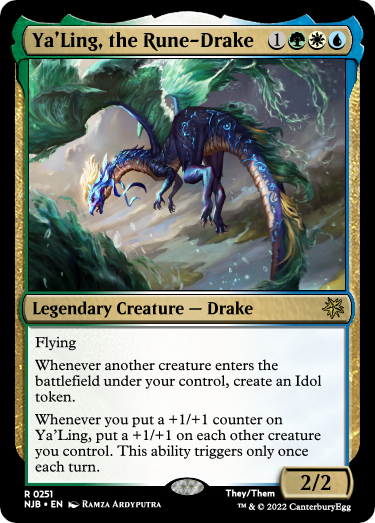 Ya'Ling, the Rune-Drake 1
Legendary Creature — Drake
Flying
Whenever another creature enters the
battlefield under your control, create an Idol
token.
Whenever you put a +1/+1 counter on
Ya'Ling, put a +1/+1 on each other creature
you control. This ability triggers only once
each turn.
2/2
R 0251
They/Them
NJB • EN Ramza Ardyputra
™ & © 2022 CanterburyEgg